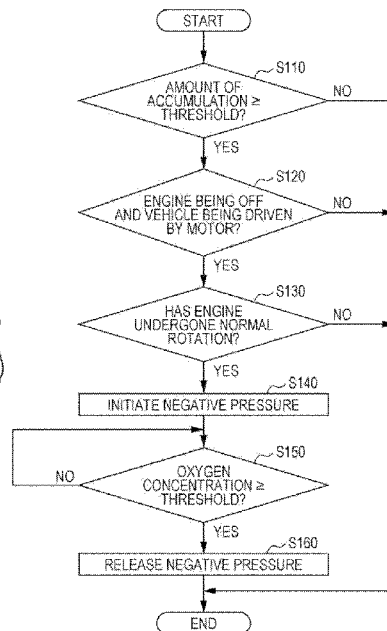 START
S110
AMOUNT OF
ACCUMULATION ≥
THRESHOLD?
NO
YES
S120
ENGINE BEING OFF
AND VEHICLE BEING DRIVEN
BY MOTOR?
NO
YES
S130
HAS ENGINE
UNDERGONE NORMAL
ROTATION?
NO
YES
S140
INITIATE NEGATIVE PRESSURE
S150
OXYGEN
CONCENTRATION ≥
THRESHOLD?
NO
YES
S160
RELEASE NEGATIVE PRESSURE
END